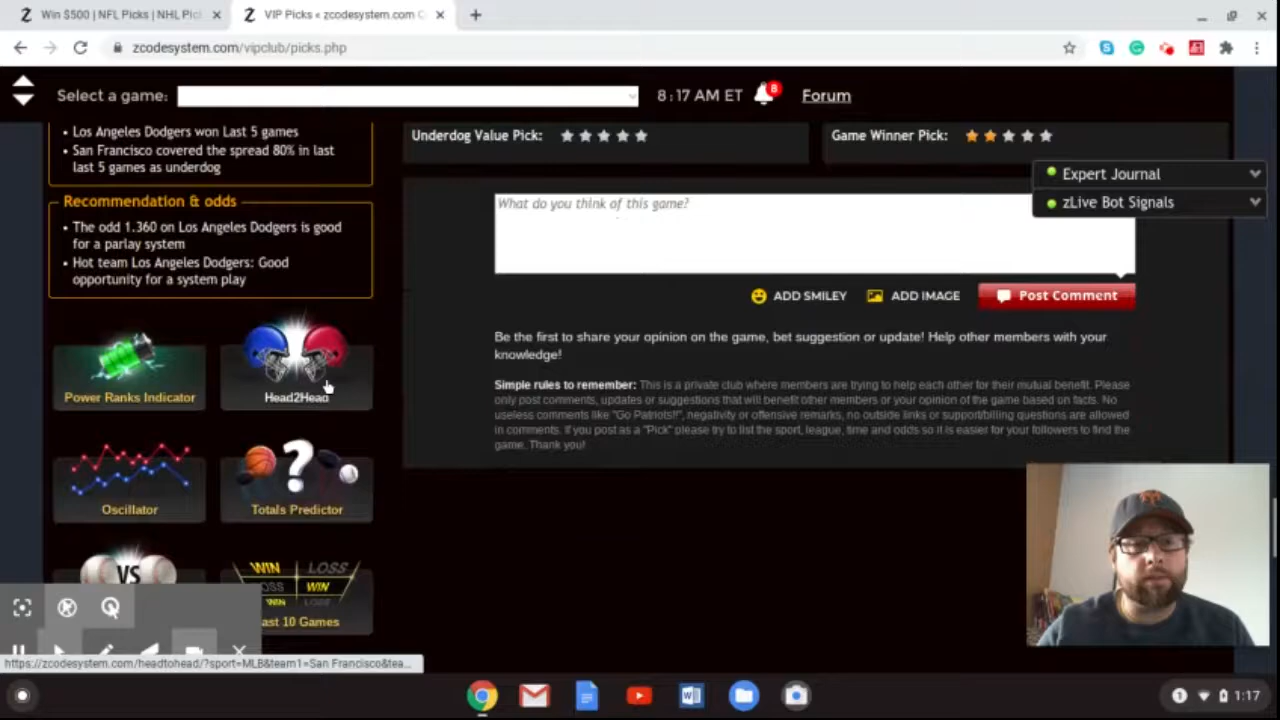 Win $500 | NFL Picks | NHL Pic
VIP Picks « zcodesystem.com C
zcodesystem.com/vipclub/picks.php
Select a game:
8:17 AM ET
8
Forum
• Los Angeles Dodgers won Last 5 games
• San Francisco covered the spread 80% in last
last 5 games as underdog
Recommendation & odds
• The odd 1.360 on Los Angeles Dodgers is good
for a parlay system
• Hot team Los Angeles Dodgers: Good
opportunity for a system play
Power Ranks Indicator
Head2Head
Oscillator
Totals Predictor
VS
WIN LOSS
OSS WIN
WIN LOSS
ast 10 Games
Underdog Value Pick:
Game Winner Pick:
Expert Journal
zLive Bot Signals
What do you think of this game?
ADD SMILEY
ADD IMAGE
Post Comment
Be the first to share your opinion on the game, bet suggestion or update! Help other members with your
knowledge!
Simple rules to remember: This is a private club where members are trying to help each other for their mutual benefit. Please
only post comments, updates or suggestions that will benefit other members or your opinion of the game based on facts. No
useless comments like "Go Patriots!!", negativity or offensive remarks, no outside links or support/billing questions are allowed
in comments. If you post as a "Pick" please try to list the sport, league, time and odds so it is easier for your followers to find the
game. Thank you!
https://zcodesystem.com/headtohead/?sport=MLB&team1=San Francisco&tea...
1
1:17